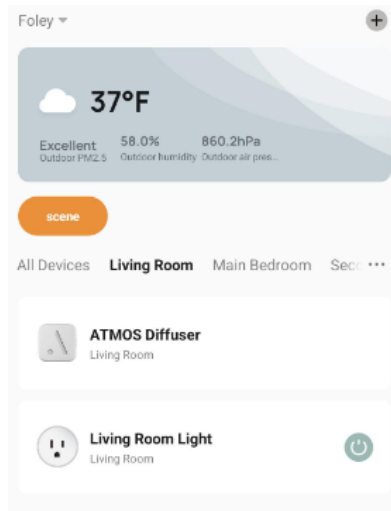 Foley
37°F
Excellent 58.0% 860.2hPa
Outdoor PM2.5 Outdoor humidity Outdoor air pres...
scene
All Devices Living Room Main Bedroom Sec
ATMOS Diffuser
Living Room
Living Room Light
Living Room